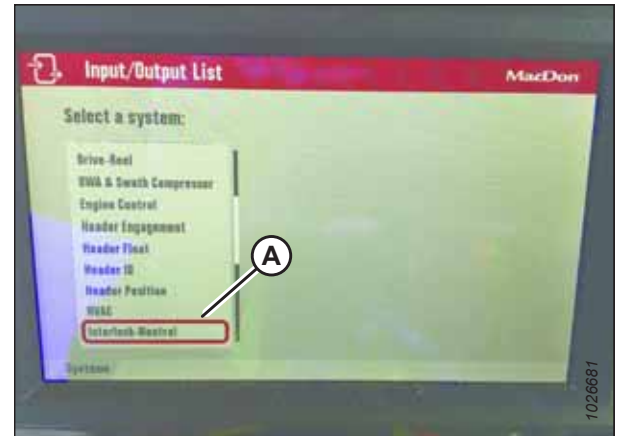 Input/Output List
MacDon
Select a system:
Drive-Reel
DWA & Swath Compressor
Engine Control
Header Engagement
Header Float
Header ID
Header Position
HVAC
Interlock-Neutral
A
Systems
1026681